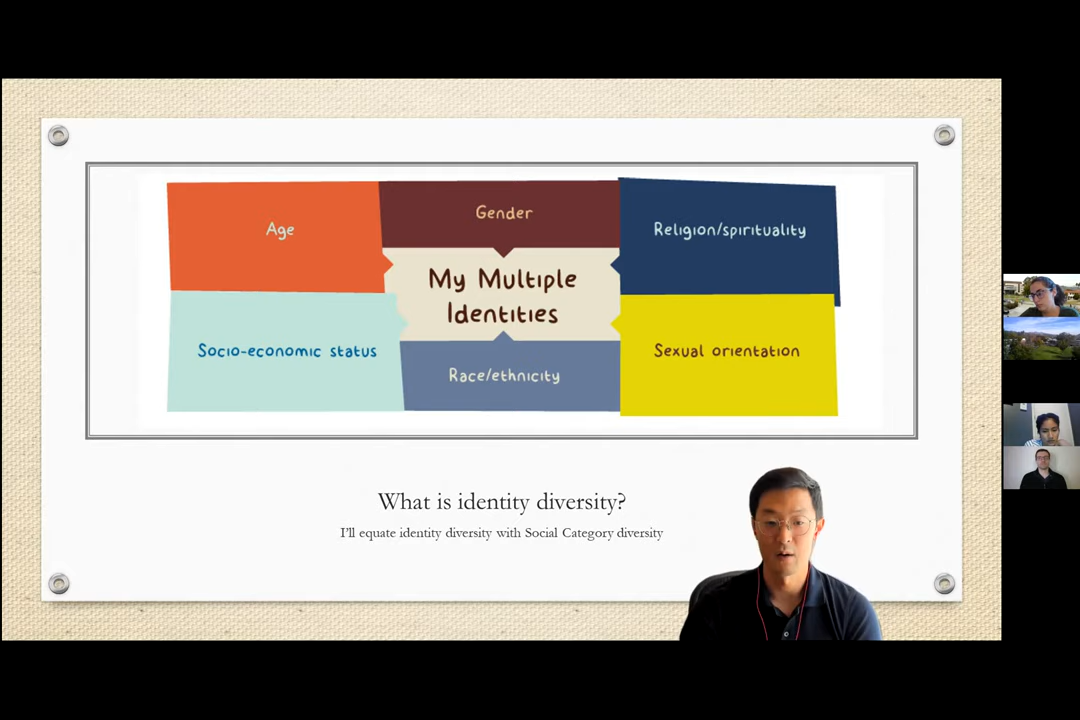 Age
Gender
Religion/spirituality
My Multiple
Identities
Socio-economic status
Race/ethnicity
Sexual orientation
What is identity diversity?
I'll equate identity diversity with Social Category diversity